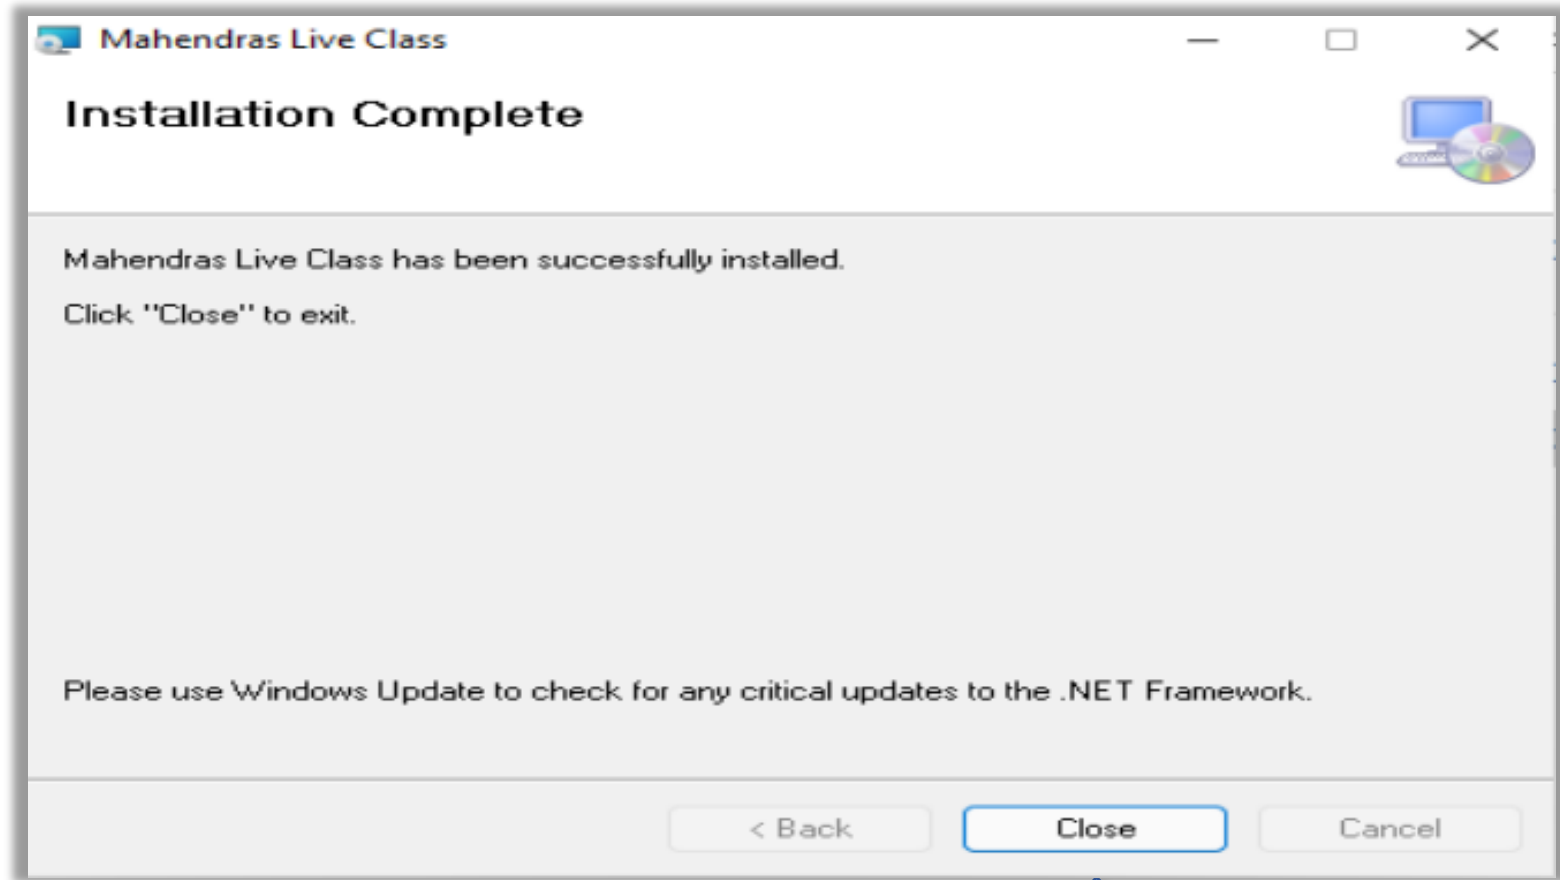 Mahendras Live Class
Installation Complete
Mahendras Live Class has been successfully installed.
Click "Close" to exit.
Please use Windows Update to check for any critical updates to the .NET Framework.
< Back
Close
Cancel